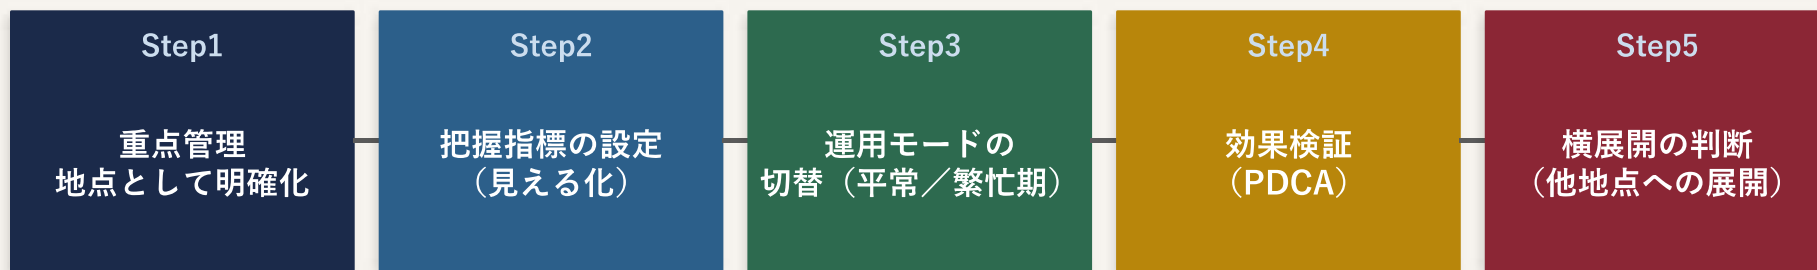 Step1
重点管理
地点として明確化
Step2
把握指標の設定
（見える化）
Step3
運用モードの
切替（平常／繁忙期）
Step4
効果検証
（PDCA）
Step5
横展開の判断
（他地点への展開）